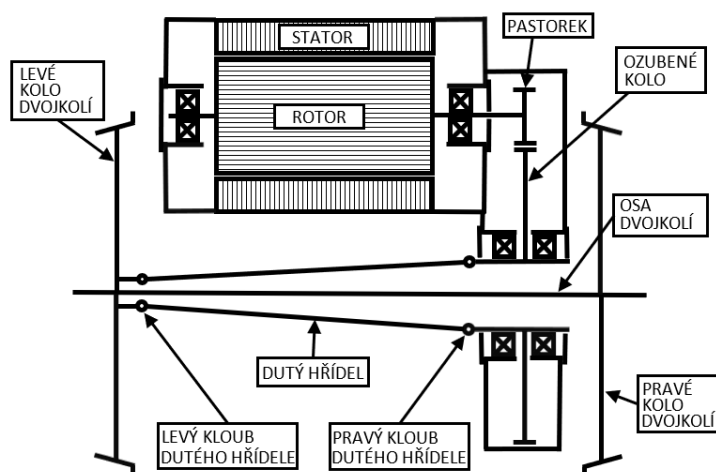 STATOR
PASTOREK
LEVÉ
KOLO
DVOJKOLÍ
OZUBENÉ
KOLO
ROTOR
OSA
DVOJKOLÍ
DUTÝ HŘÍDEL
LEVÝ KLOUB
DUTÉHO HŘÍDELE
PRAVÝ KLOUB
DUTÉHO HŘÍDELE
PRAVÉ
KOLO
DVOJKOLÍ